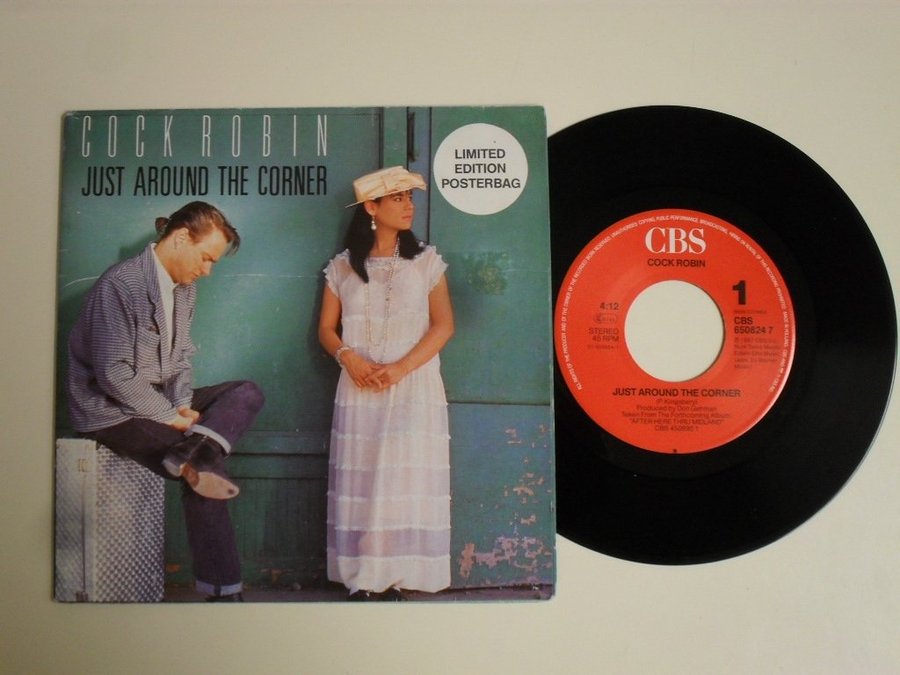 COCK ROBIN
JUST AROUND THE CORNER
LIMITED
EDITION
POSTERBAG
CBS
COCK ROBIN
4:12
STEREO
45 RPM
1
CBS
650824 7
JUST AROUND THE CORNER
(P. Kingsbery)
Produced by Don Gehman
Taken From The Forthcoming Album:
"AFTER HERE THRU MIDLAND"